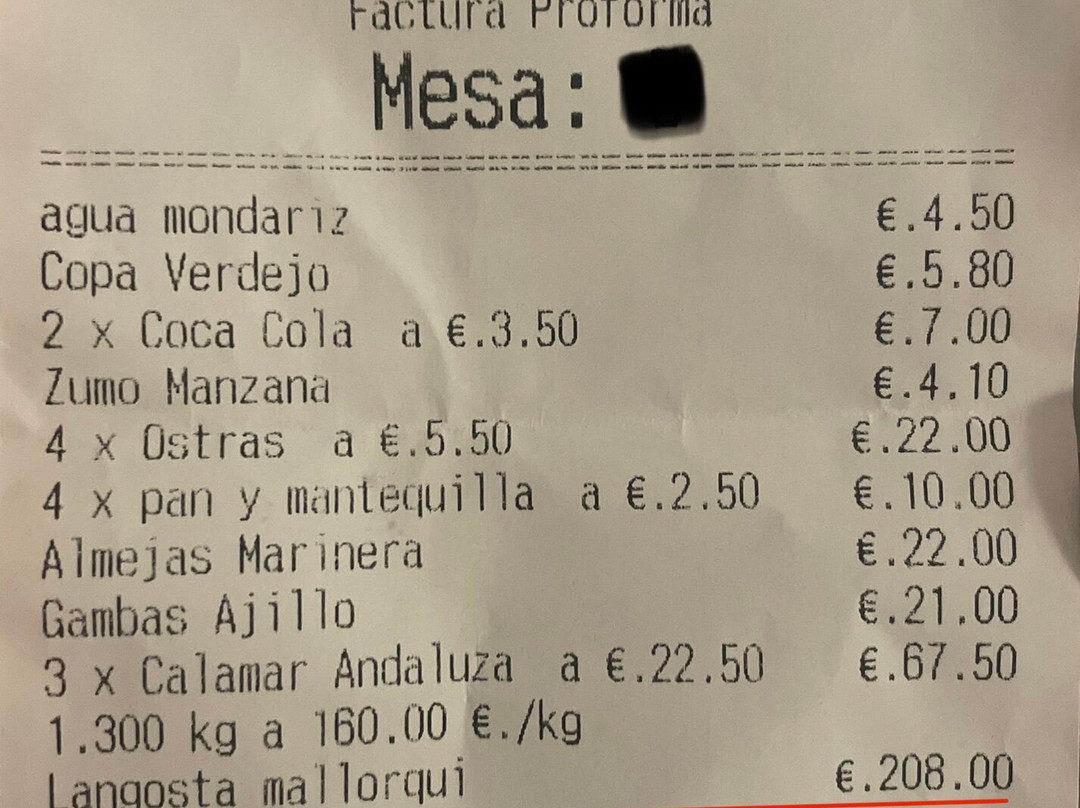 Factura Proforma
Mesa:
agua mondariz €.4.50
Copa Verdejo €.5.80
2 x Coca Cola a €.3.50 €.7.00
Zumo Manzana €.4.10
4 x Ostras a €.5.50 €.22.00
4 x pan y mantequilla a €.2.50 €.10.00
Almejas Marinera €.22.00
Gambas Ajillo €.21.00
3 x Calamar Andaluza a €.22.50 €.67.50
1.300 kg a 160.00 €./kg
Langosta mallorqui €.208.00